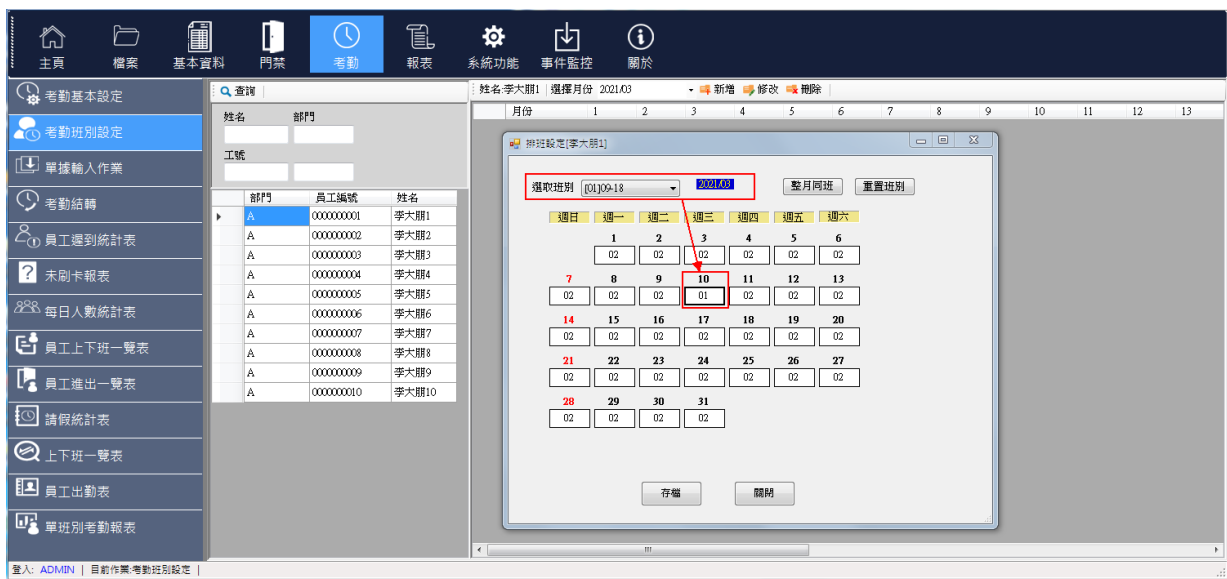 主頁 檔案 基本資料 門禁 考勤 報表 系統功能 事件監控 關於
考勤基本設定
考勤班別設定
單據輸入作業
考勤結轉
員工遲到統計表
未刷卡報表
每日人數統計表
員工上下班一覽表
員工進出一覽表
請假統計表
上下班一覽表
員工出勤表
單班別考勤報表
查詢
姓名 部門
工號
部門 員工編號 姓名
A 000000001 李大朋1
A 000000002 李大朋2
A 000000003 李大朋3
A 000000004 李大朋4
A 000000005 李大朋5
A 000000006 李大朋6
A 000000007 李大朋7
A 000000008 李大朋8
A 000000009 李大朋9
A 000000010 李大朋10
姓名:李大朋1 選擇月份 2021/03 新增 修改 刪除
月份 1 2 3 4 5 6 7 8 9 10 11 12 13
排班設定[李大朋1]
選取班別 [01]09-18 2021/03 整月同班 重置班別
週日 週一 週二 週三 週四 週五 週六
1 2 3 4 5 6
02 02 02 02 02 02
7 8 9 10 11 12 13
02 02 02 01 02 02 02
14 15 16 17 18 19 20
02 02 02 02 02 02 02
21 22 23 24 25 26 27
02 02 02 02 02 02 02
28 29 30 31
02 02 02 02
存檔 關閉
登入: ADMIN | 目前作業:考勤班別設定 |